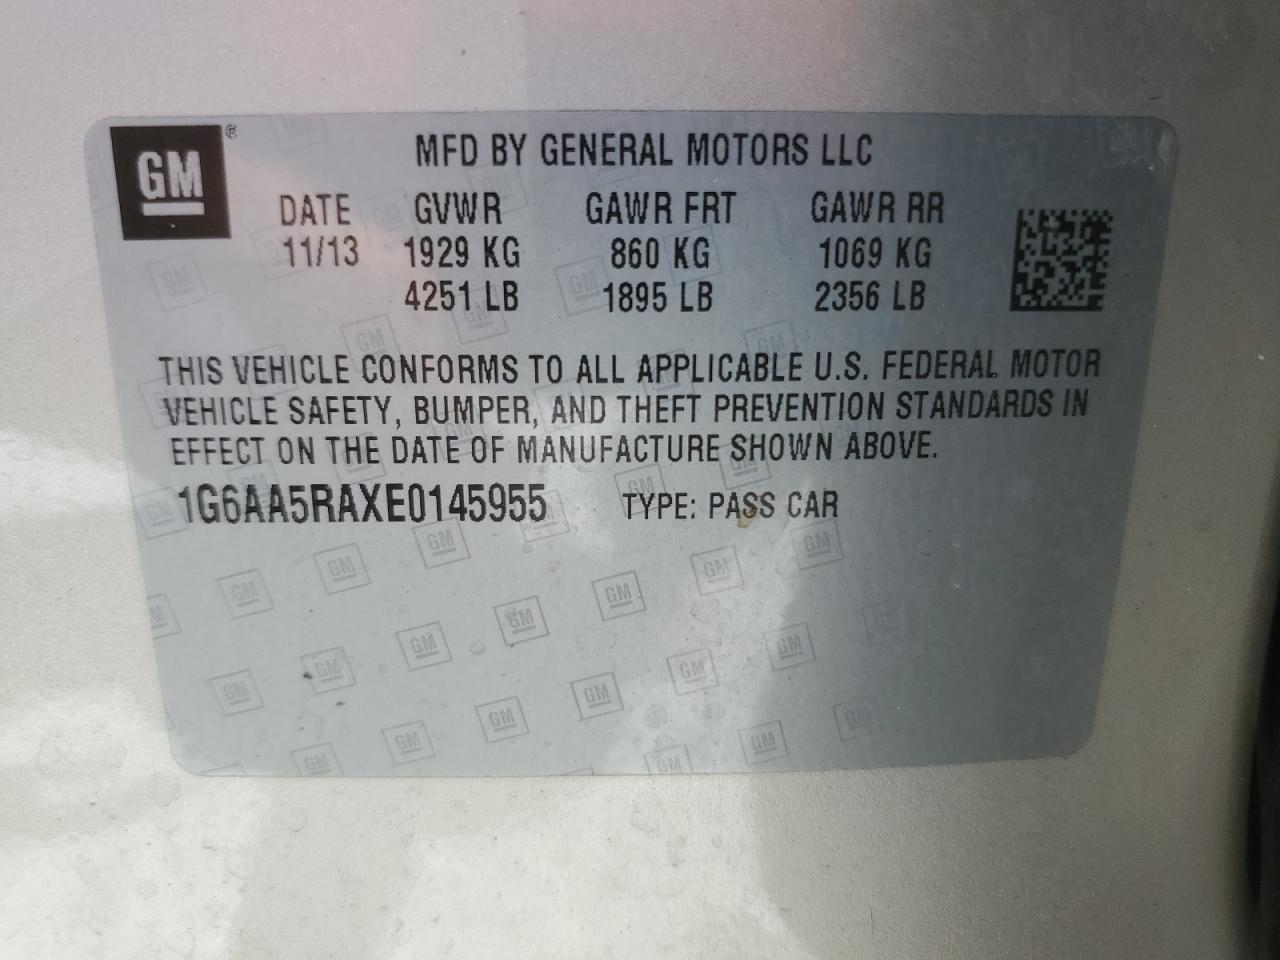 GM ®
MFD BY GENERAL MOTORS LLC
DATE GVWR GAWR FRT GAWR RR
11/13 1929 KG 860 KG 1069 KG
4251 LB 1895 LB 2356 LB
THIS VEHICLE CONFORMS TO ALL APPLICABLE U.S. FEDERAL MOTOR
VEHICLE SAFETY, BUMPER, AND THEFT PREVENTION STANDARDS IN
EFFECT ON THE DATE OF MANUFACTURE SHOWN ABOVE.
1G6AA5RAXE0145955 TYPE: PASS CAR